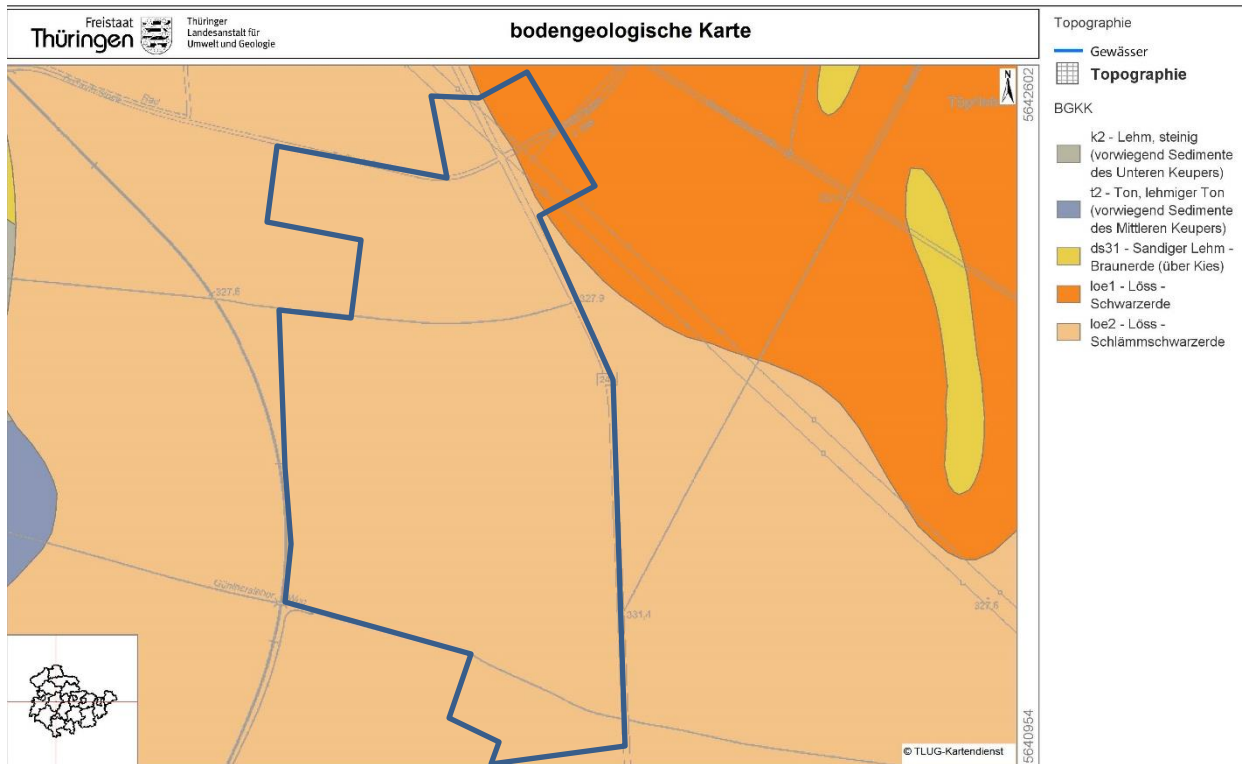 Freistaat
Thüringen
Thüringer
Landesanstalt für
Umwelt und Geologie
bodengeologische Karte
Topographie
Gewässer
Topographie
BGKK
k2 - Lehm, steinig
(vorwiegend Sedimente
des Unteren Keupers)
t2 - Ton, lehmiger Ton
(vorwiegend Sedimente
des Mittleren Keupers)
ds31 - Sandiger Lehm -
Braunerde (über Kies)
loe1 - Löss -
Schwarzerde
loe2 - Löss -
Schlämmschwarzerde
N
5642602
Rad
327,6
327,9
331,4
327,6
5640954
© TLUG-Kartendienst